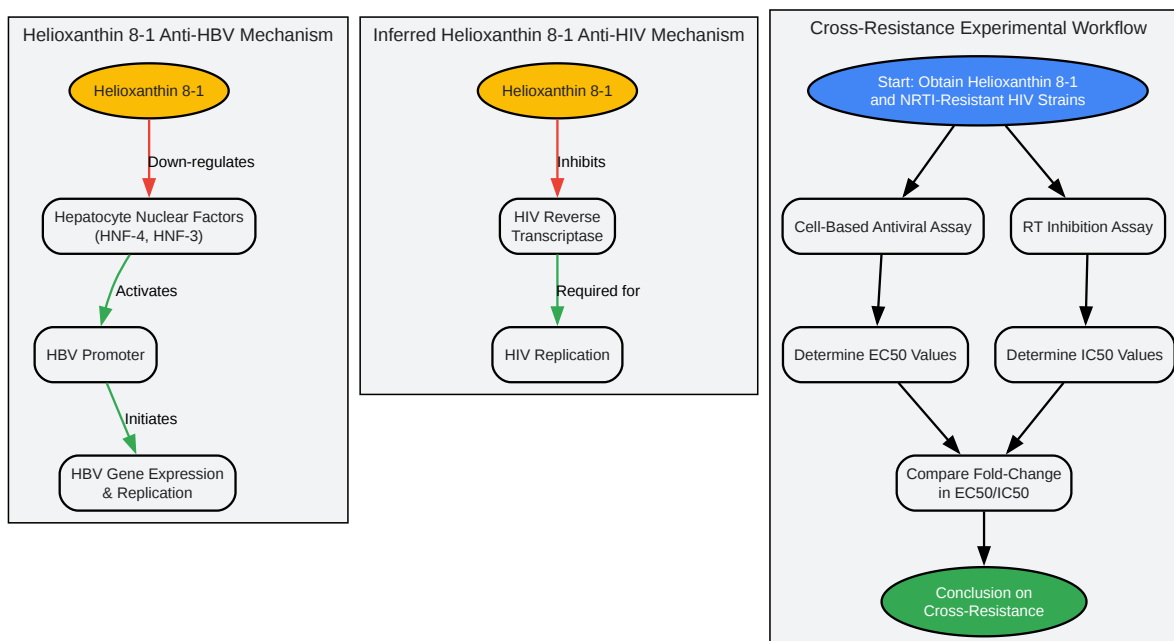 Helioxanthin 8-1 Anti-HBV Mechanism
Helioxanthin 8-1
Down-regulates
Hepatocyte Nuclear Factors
(HNF-4, HNF-3)
Activates
HBV Promoter
Initiates
HBV Gene Expression
& Replication
Inferred Helioxanthin 8-1 Anti-HIV Mechanism
Helioxanthin 8-1
Inhibits
HIV Reverse
Transcriptase
Required for
HIV Replication
Cross-Resistance Experimental Workflow
Start: Obtain Helioxanthin 8-1
and NRTI-Resistant HIV Strains
Cell-Based Antiviral Assay
RT Inhibition Assay
Determine EC50 Values
Determine IC50 Values
Compare Fold-Change
in EC50/IC50
Conclusion on
Cross-Resistance